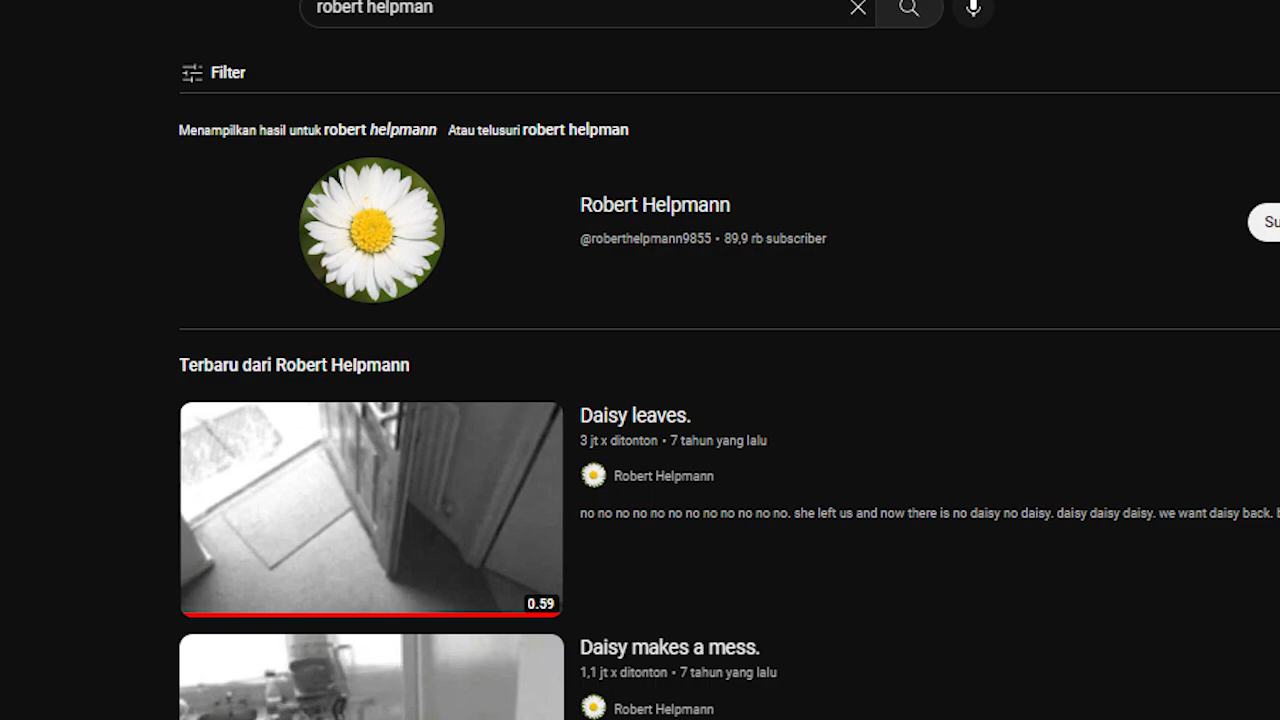 robert helpman
Filter
Menampilkan hasil untuk robert helpmann Atau telusuri robert helpman
Robert Helpmann
@roberthelpmann9855 • 89,9 rb subscriber
Su
Terbaru dari Robert Helpmann
Daisy leaves.
3 jt x ditonton • 7 tahun yang lalu
Robert Helpmann
no no no no no no no no no no no no. she left us and now there is no daisy no daisy. daisy daisy daisy. we want daisy back. b
0.59
Daisy makes a mess.
1,1 jt x ditonton • 7 tahun yang lalu
Robert Helpmann